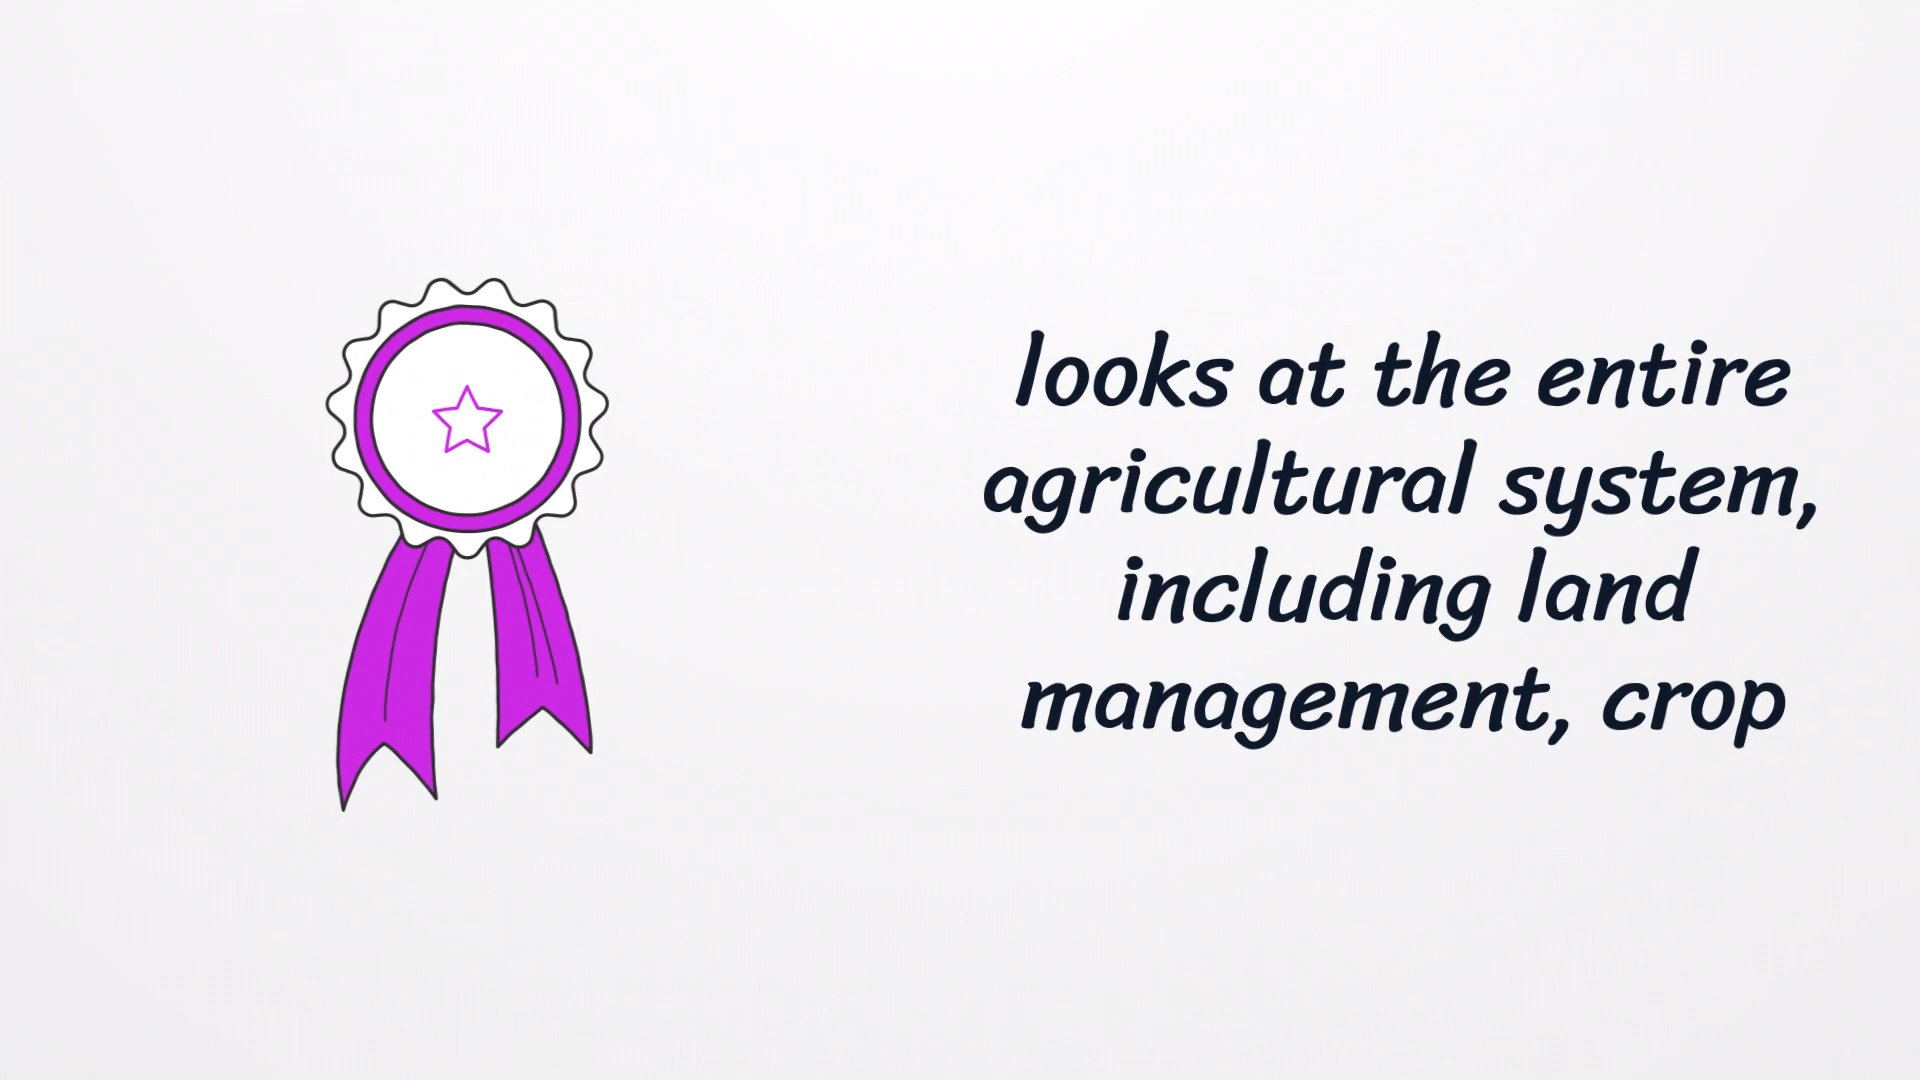 looks at the entire
agricultural system,
including land
management, crop